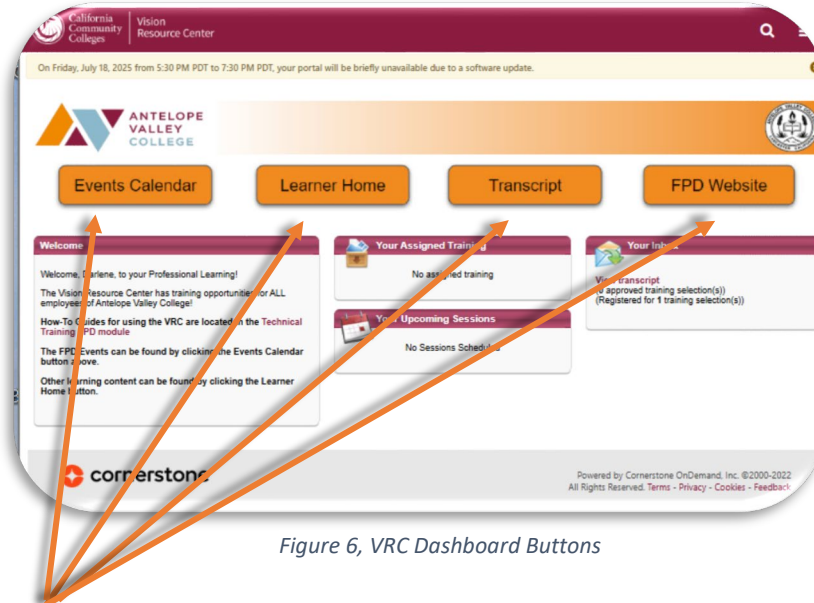 California
Community
Colleges
Vision
Resource Center
On Friday, July 18, 2025 from 5:30 PM PDT to 7:30 PM PDT, your portal will be briefly unavailable due to a software update.
ANTELOPE
VALLEY
COLLEGE
Events Calendar
Learner Home
Transcript
FPD Website
Welcome
Welcome, Darlene, to your Professional Learning!
The Vision Resource Center has training opportunities for ALL
employees of Antelope Valley College!
How-To Guides for using the VRC are located in the Technical
Training FPD module
The FPD Events can be found by clicking the Events Calendar
button above.
Other learning content can be found by clicking the Learner
Home button.
Your Assigned Training
No assigned training
Your Upcoming Sessions
No Sessions Scheduled
Your Inbox
View transcript
approved training selection(s))
(Registered for 1 training selection(s))
cornerstone
Powered by Cornerstone OnDemand, Inc. ©2000-2022
All Rights Reserved. Terms - Privacy - Cookies - Feedback
Figure 6, VRC Dashboard Buttons